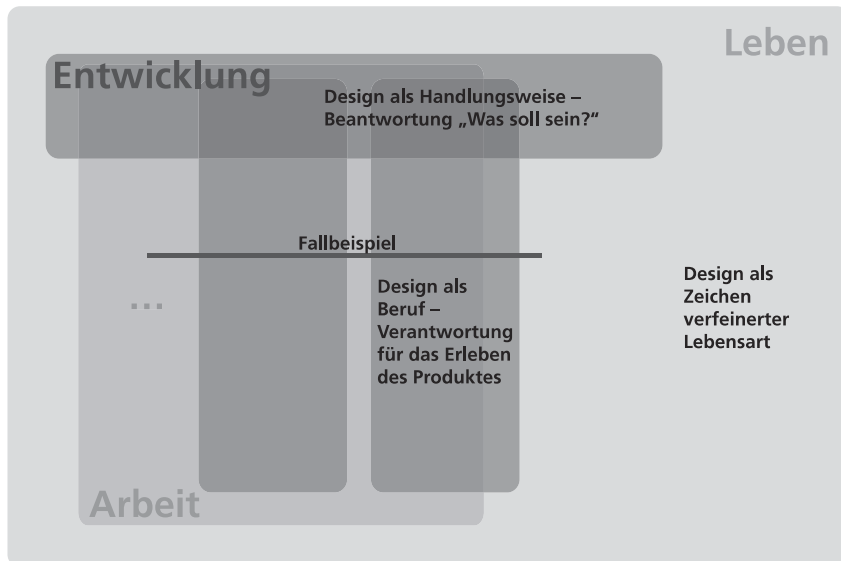 Leben
Entwicklung
Design als Handlungsweise –
Beantwortung „Was soll sein?“
Fallbeispiel
...
Design als
Beruf –
Verantwortung
für das Erleben
des Produktes
Design als
Zeichen
verfeinerter
Lebensart
Arbeit